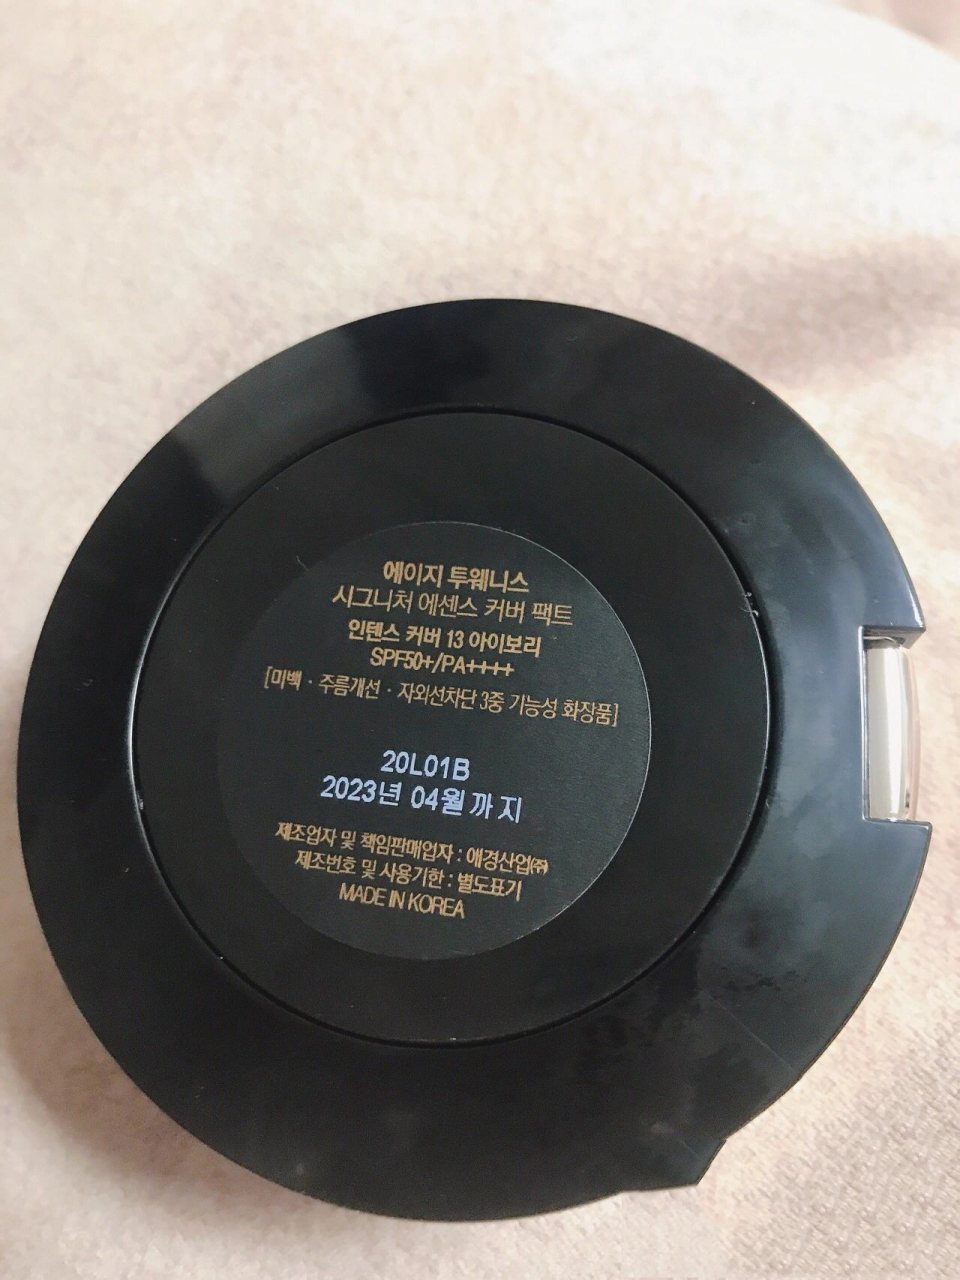 에이지 투웨니스
시그니처 에센스 커버 팩트
인텐스 커버 13 아이보리
SPF50+/PA++++
[미백 · 주름개선 · 자외선차단 3중 기능성 화장품]
20L01B
2023년 04월 까지
제조업자 및 책임판매업자 : 애경산업㈜
제조번호 및 사용기한 : 별도표기
MADE IN KOREA